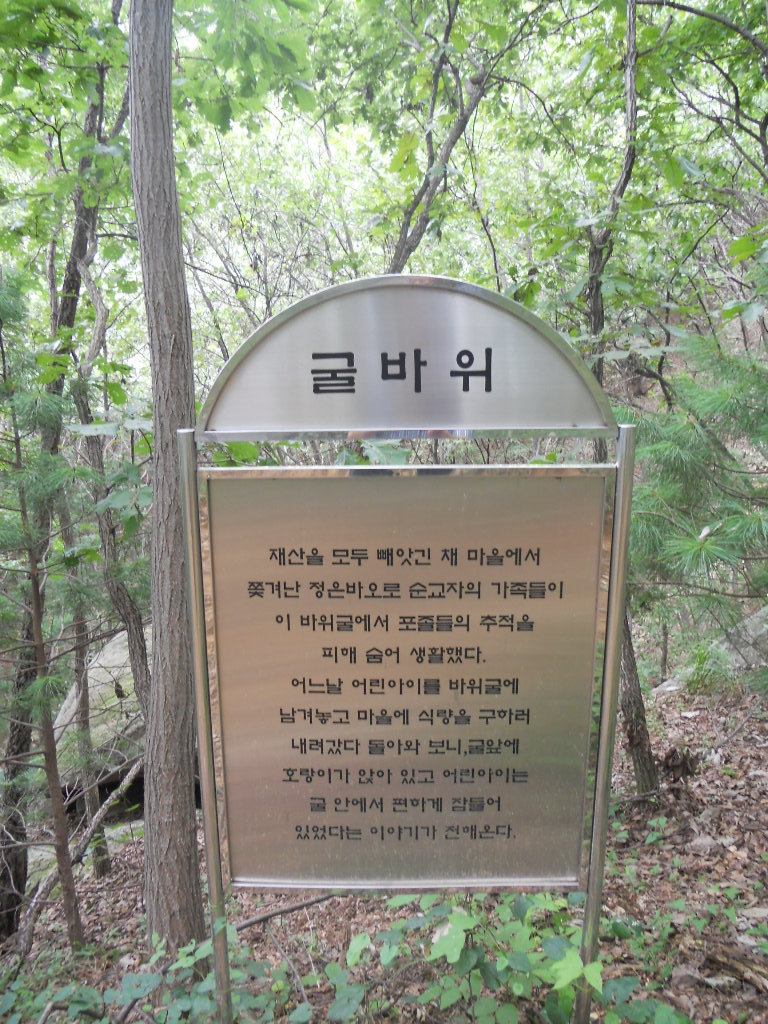 굴바위
재산을 모두 빼앗긴 채 마을에서
쫒겨난 정은바오로 순교자의 가족들이
이 바위굴에서 포졸들의 추적을
피해 숨어 생활했다.
어느날 어린아이를 바위굴에
남겨놓고 마을에 식량을 구하러
내려갔다 돌아와 보니,굴앞에
호랑이가 앉아 있고 어린아이는
굴 안에서 편하게 잠들어
있었다는 이야기가 전해온다.